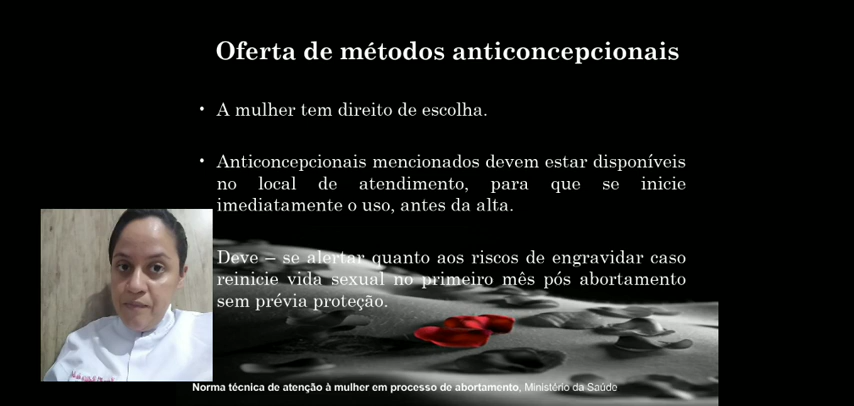 Oferta de métodos anticoncepcionais
• A mulher tem direito de escolha.
• Anticoncepcionais mencionados devem estar disponíveis
no local de atendimento, para que se inicie
imediatamente o uso, antes da alta.
Deve – se alertar quanto aos riscos de engravidar caso
reinicie vida sexual no primeiro mês pós abortamento
sem prévia proteção.
Norma técnica de atenção à mulher em processo de abortamento, Ministério da Saúde